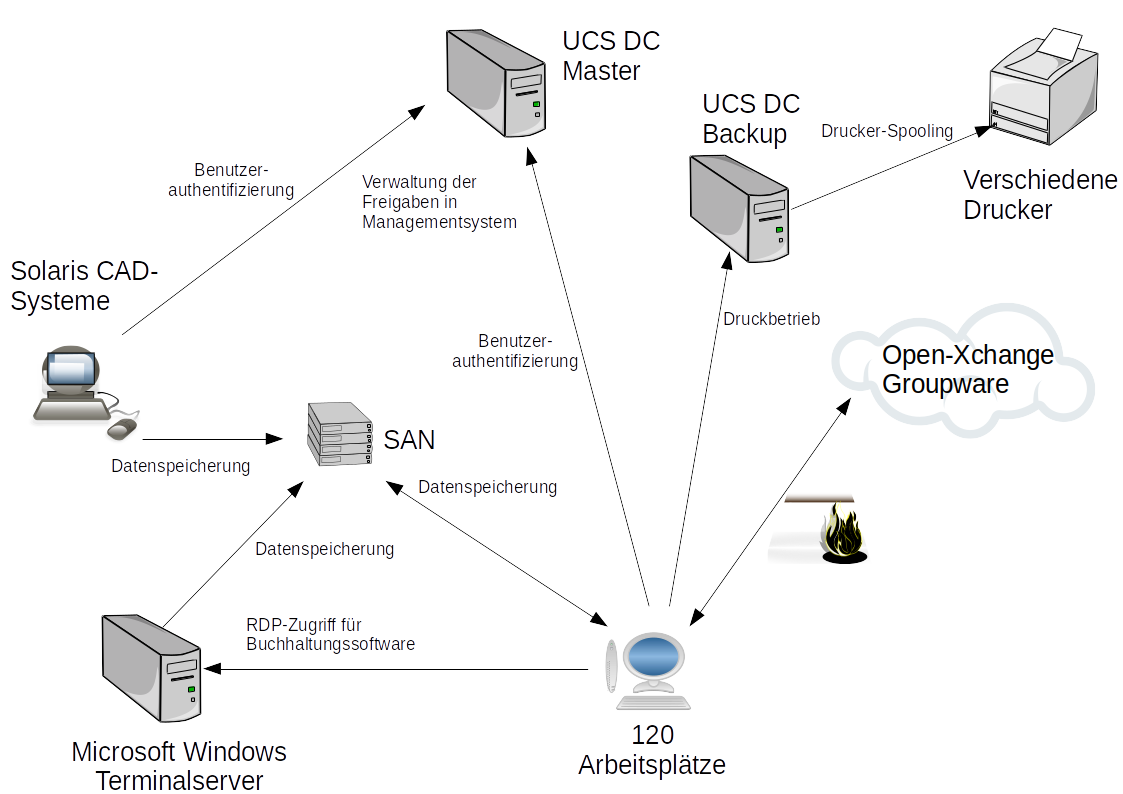 UCS DC
Master
UCS DC
Backup
Drucker-Spooling
Verschiedene
Drucker
Benutzer-
authentifizierung
Verwaltung der
Freigaben in
Managementsystem
Solaris CAD-
Systeme
Druckbetrieb
Benutzer-
authentifizierung
Open-Xchange
Groupware
SAN
Datenspeicherung
Datenspeicherung
Datenspeicherung
RDP-Zugriff für
Buchhaltungssoftware
Microsoft Windows
Terminalserver
120
Arbeitsplätze